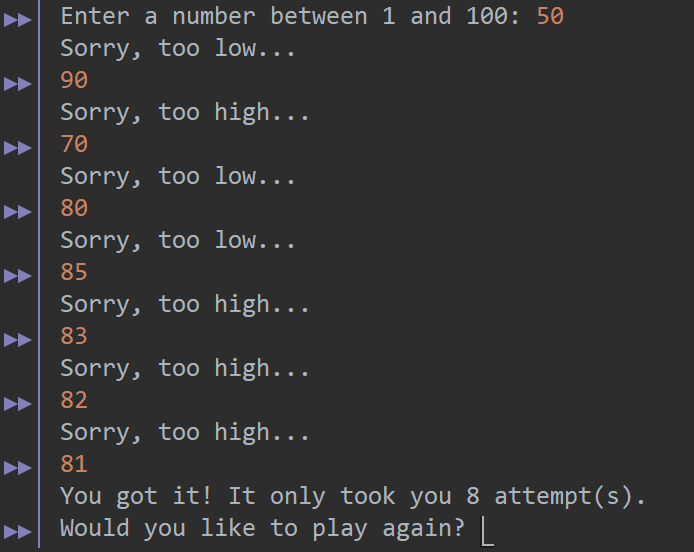 Enter a number between 1 and 100: 50
Sorry, too low...
90
Sorry, too high...
70
Sorry, too low...
80
Sorry, too low...
85
Sorry, too high...
83
Sorry, too high...
82
Sorry, too high...
81
You got it! It only took you 8 attempt(s).
Would you like to play again?